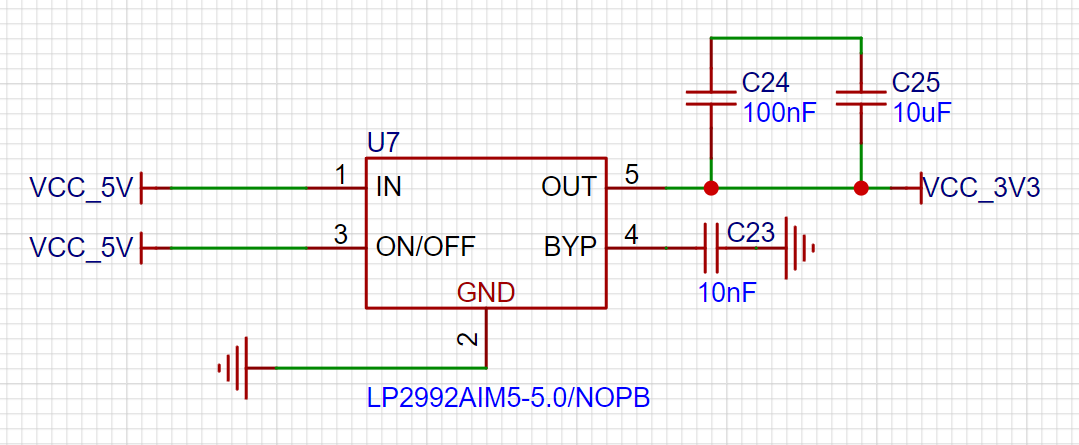 C24
100nF
C25
10uF
U7
VCC_5V
1
IN
OUT
5
VCC_3V3
VCC_5V
3
ON/OFF
BYP
4
C23
10nF
GND
2
LP2992AIM5-5.0/NOPB